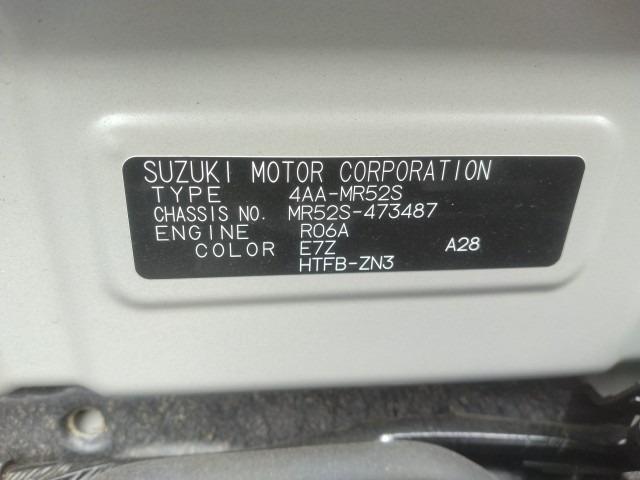 SUZUKI MOTOR CORPORATION
TYPE 4AA-MR52S
CHASSIS NO. MR52S-473487
ENGINE R06A
COLOR E7Z A28
HTFB-ZN3